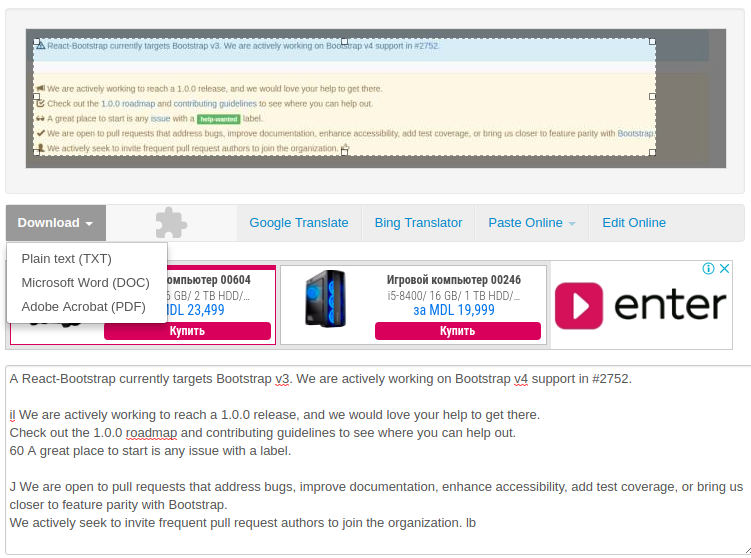 React-Bootstrap currently targets Bootstrap v3. We are actively working on Bootstrap v4 support in #2752.
We are actively working to reach a 1.0.0 release, and we would love your help to get there.
Check out the 1.0.0 roadmap and contributing guidelines to see where you can help out.
A great place to start is any issue with a help-wanted label.
We are open to pull requests that address bugs, improve documentation, enhance accessibility, add test coverage, or bring us closer to feature parity with Bootstrap.
We actively seek to invite frequent pull request authors to join the organization.
Download Google Translate Bing Translator Paste Online Edit Online
Plain text (TXT)
Microsoft Word (DOC)
Adobe Acrobat (PDF)
омпьютер 00604
6 GB/ 2 TB HDD/...
MDL 23,499
Купить
Игровой компьютер 00246
i5-8400/ 16 GB/ 1 TB HDD/...
за MDL 19,999
Купить
enter
A React-Bootstrap currently targets Bootstrap v3. We are actively working on Bootstrap v4 support in #2752.
il We are actively working to reach a 1.0.0 release, and we would love your help to get there.
Check out the 1.0.0 roadmap and contributing guidelines to see where you can help out.
60 A great place to start is any issue with a label.
J We are open to pull requests that address bugs, improve documentation, enhance accessibility, add test coverage, or bring us
closer to feature parity with Bootstrap.
We actively seek to invite frequent pull request authors to join the organization. lb